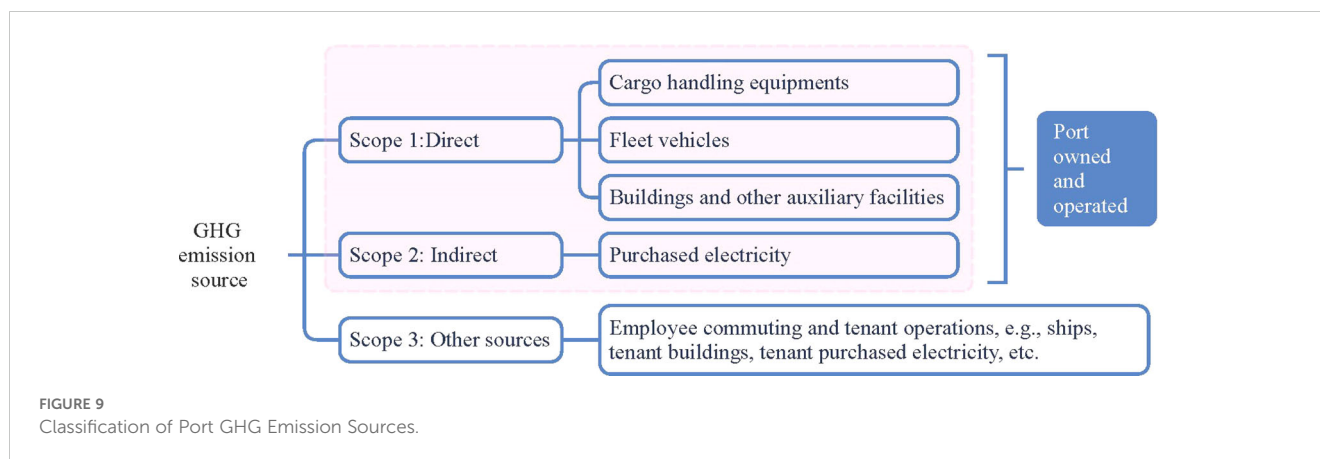 GHG
emission
source
Scope 1:Direct
Cargo handling equipments
Fleet vehicles
Buildings and other auxiliary facilities
Scope 2: Indirect
Purchased electricity
Port
owned
and
operated
Scope 3: Other sources
Employee commuting and tenant operations, e.g., ships,
tenant buildings, tenant purchased electricity, etc.
FIGURE 9
Classification of Port GHG Emission Sources.